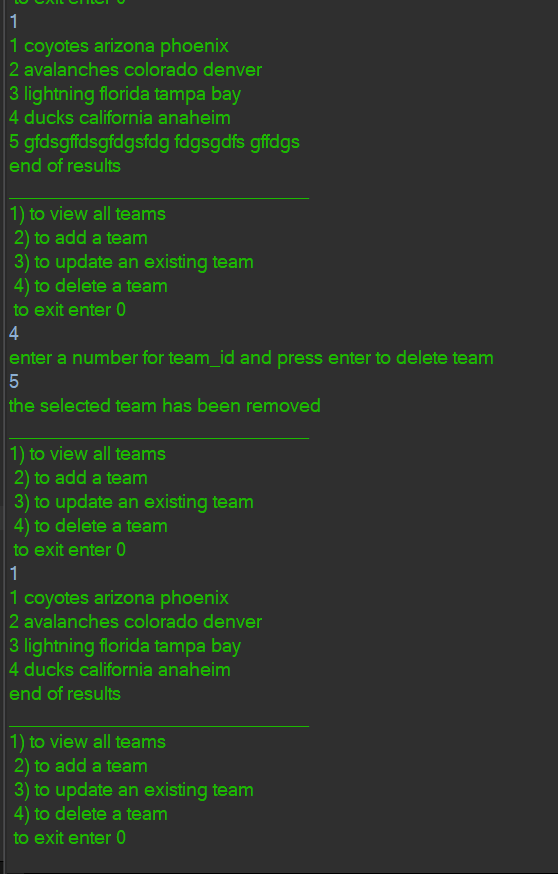 to exit enter 0
1
1 coyotes arizona phoenix
2 avalanches colorado denver
3 lightning florida tampa bay
4 ducks california anaheim
5 gfdsgffdsgfdgsfdg fdgsgdfs gffdgs
end of results
______________________________
1) to view all teams
2) to add a team
3) to update an existing team
4) to delete a team
to exit enter 0
4
enter a number for team_id and press enter to delete team
5
the selected team has been removed
______________________________
1) to view all teams
2) to add a team
3) to update an existing team
4) to delete a team
to exit enter 0
1
1 coyotes arizona phoenix
2 avalanches colorado denver
3 lightning florida tampa bay
4 ducks california anaheim
end of results
______________________________
1) to view all teams
2) to add a team
3) to update an existing team
4) to delete a team
to exit enter 0